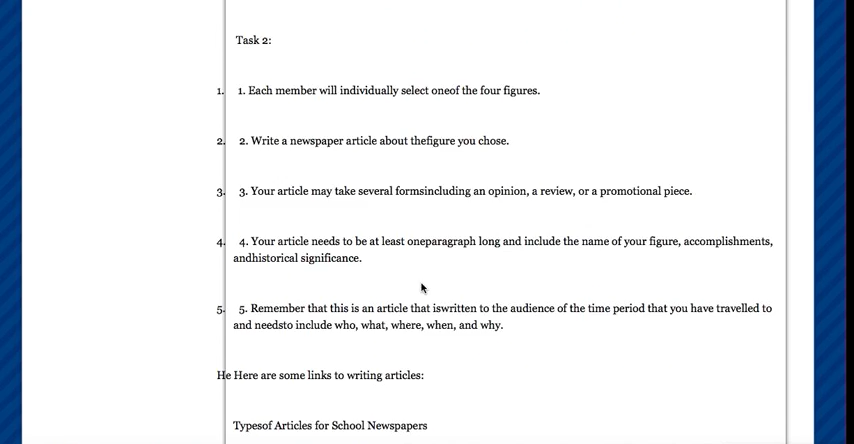 Task 2:
1. 1. Each member will individually select oneof the four figures.
2. 2. Write a newspaper article about thefigure you chose.
3. 3. Your article may take several formsincluding an opinion, a review, or a promotional piece.
4. 4. Your article needs to be at least oneparagraph long and include the name of your figure, accomplishments,
andhistorical significance.
5. 5. Remember that this is an article that iswritten to the audience of the time period that you have travelled to
and needsto include who, what, where, when, and why.
He Here are some links to writing articles:
Typesof Articles for School Newspapers